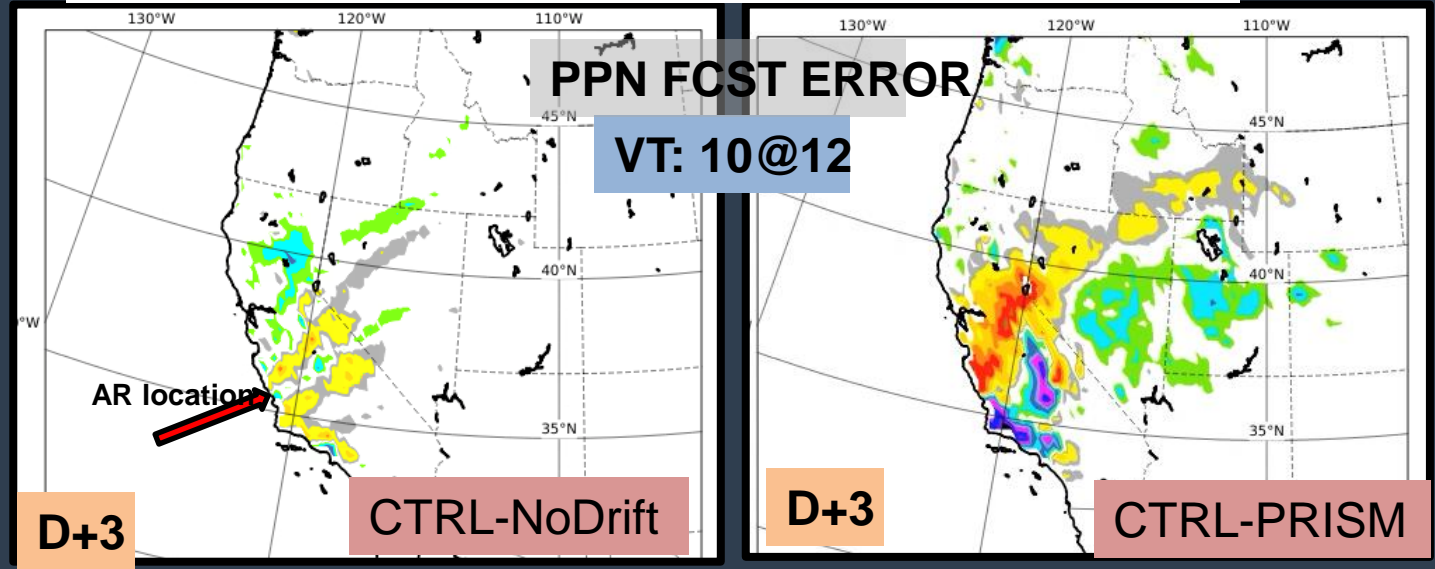 130°W 120°W 110°W
130°W 120°W 110°W
PPN FCST ERROR
VT: 10@12
45°N
40°N
35°N
°W
AR location
D+3
CTRL-NoDrift
45°N
40°N
35°N
D+3
CTRL-PRISM